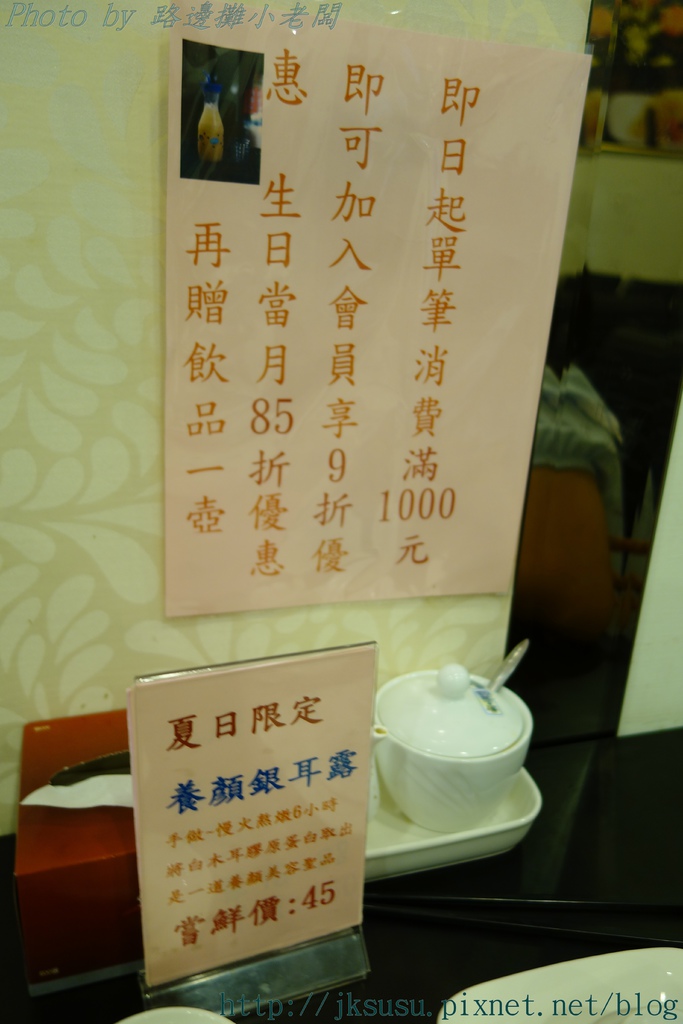 Photo by 路邊攤小老闆
即日起單筆消費滿1000元
即可加入會員享9折優
惠 生日當月85折優惠
再贈飲品一壺
夏日限定
養顏銀耳露
手做~慢火熬燉6小時
將白木耳膠原蛋白取出
是一道養顏美容聖品
嘗鮮價:45
http://jksusu.pixnet.net/blog